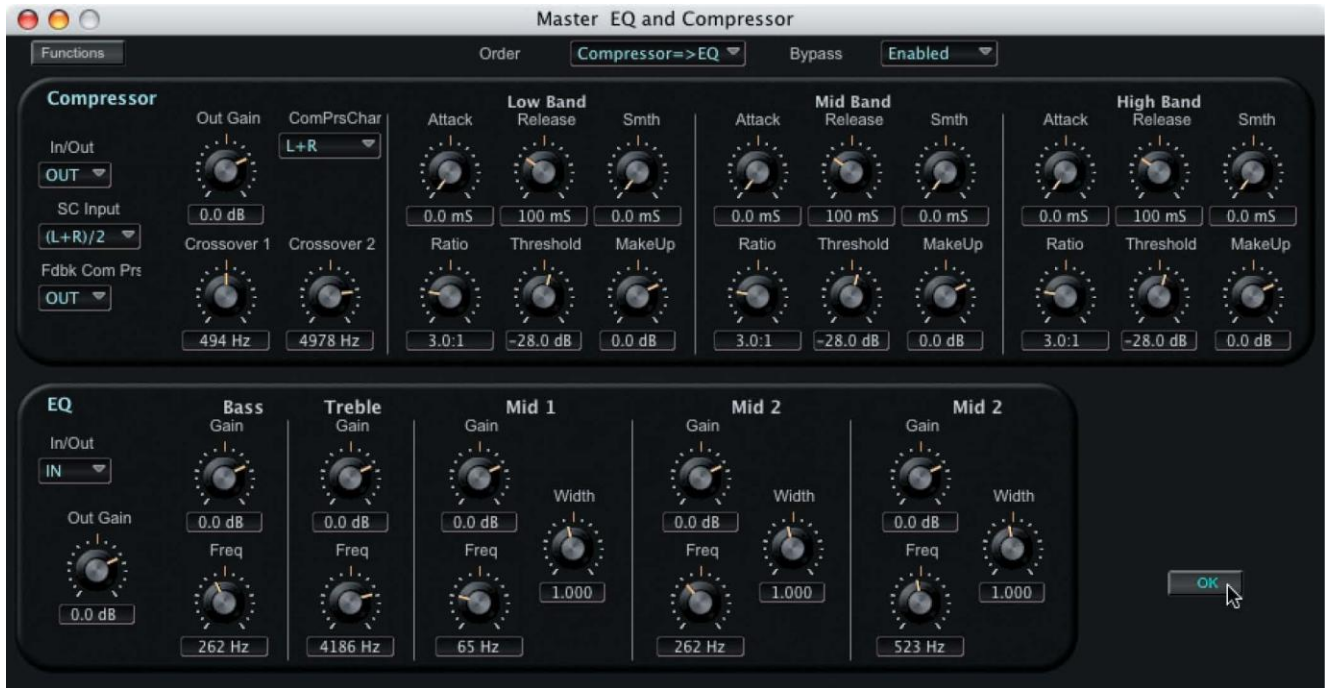 Master EQ and Compressor
Functions
Order Compressor=>EQ Bypass Enabled
Compressor
In/Out
OUT
SC Input
(L+R)/2
Fdbk Com Prs
OUT
Out Gain ComPrsChar
L+R
0.0 dB
Crossover 1 Crossover 2
494 Hz 4978 Hz
Low Band
Attack Release Smth
0.0 mS 100 mS 0.0 mS
Ratio Threshold MakeUp
3.0:1 -28.0 dB 0.0 dB
Mid Band
Attack Release Smth
0.0 mS 100 mS 0.0 mS
Ratio Threshold MakeUp
3.0:1 -28.0 dB 0.0 dB
High Band
Attack Release Smth
0.0 mS 100 mS 0.0 mS
Ratio Threshold MakeUp
3.0:1 -28.0 dB 0.0 dB
EQ
In/Out
IN
Out Gain
0.0 dB
Bass
Gain
0.0 dB
Freq
262 Hz
Treble
Gain
0.0 dB
Freq
4186 Hz
Mid 1
Gain
0.0 dB
Freq
65 Hz
Width
1.000
Mid 2
Gain
0.0 dB
Freq
262 Hz
Width
1.000
Mid 2
Gain
0.0 dB
Freq
523 Hz
Width
1.000
OK